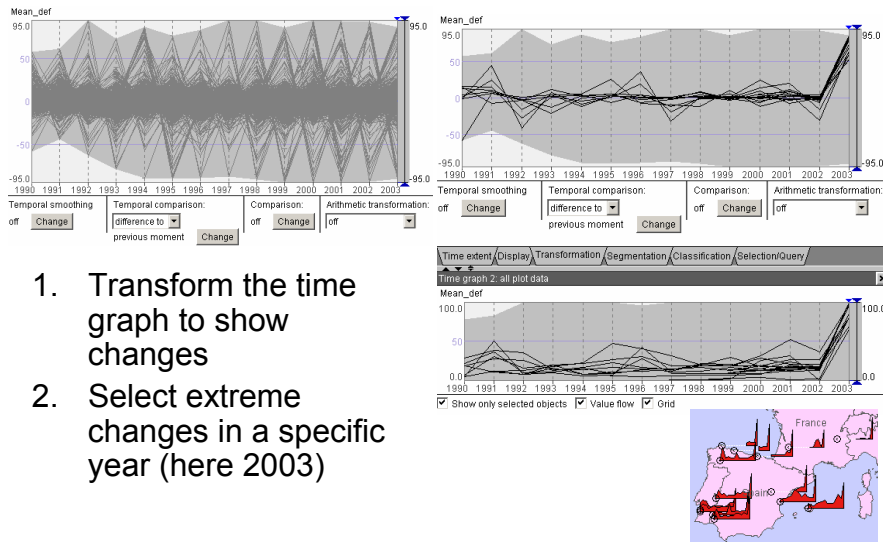 Mean_def
95.0 95.0
50
0
-50
-95.0 -95.0
1990 1991 1992 1993 1994 1995 1996 1997 1998 1999 2000 2001 2002 2003
Temporal smoothing Temporal comparison: Comparison: Arithmetic transformation:
off Change difference to off Change off
previous moment Change
Mean_def
95.0 95.0
50
0
-50
-95.0 -95.0
1990 1991 1992 1993 1994 1995 1996 1997 1998 1999 2000 2001 2002 2003
Temporal smoothing Temporal comparison: Comparison: Arithmetic transformation:
off Change difference to off Change off
previous moment Change
Time extent Display Transformation Segmentation Classification Selection/Query
Time graph 2: all plot data
Mean_def
100.0 100.0
50
0.0 0.0
1990 1991 1992 1993 1994 1995 1996 1997 1998 1999 2000 2001 2002 2003
Show only selected objects Value flow Grid
1. Transform the time
graph to show
changes
2. Select extreme
changes in a specific
year (here 2003)
France